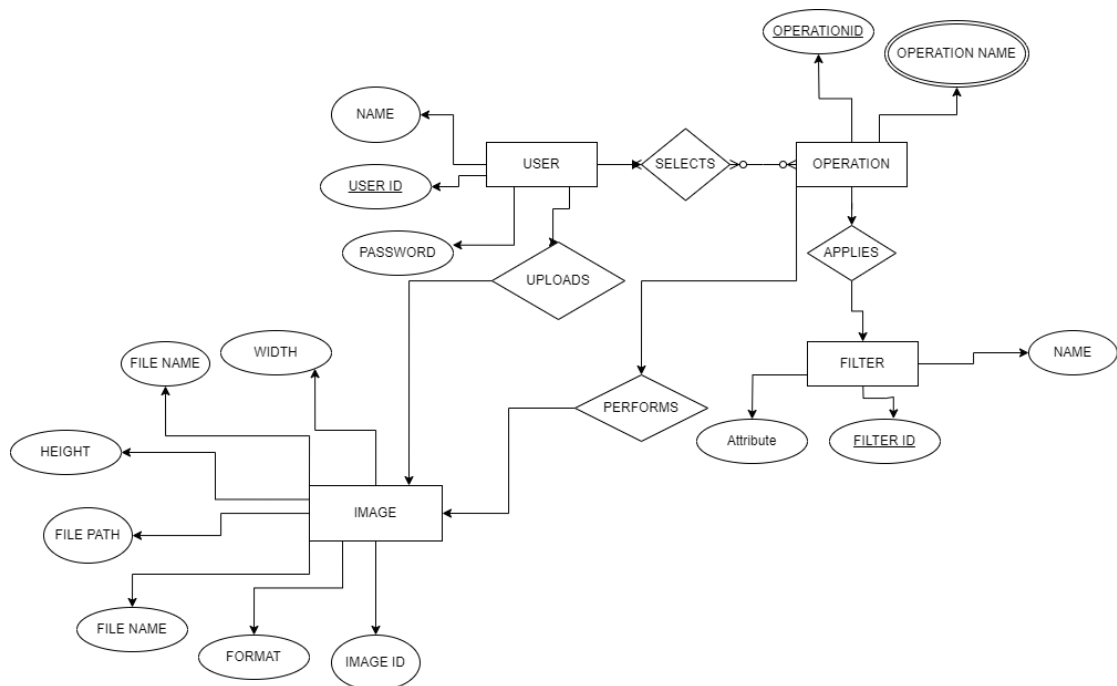 OPERATIONID
OPERATION NAME
NAME
USER
SELECTS
OPERATION
USER ID
PASSWORD
APPLIES
UPLOADS
FILE NAME
WIDTH
FILTER
NAME
PERFORMS
Attribute
FILTER ID
HEIGHT
IMAGE
FILE PATH
FILE NAME
FORMAT
IMAGE ID